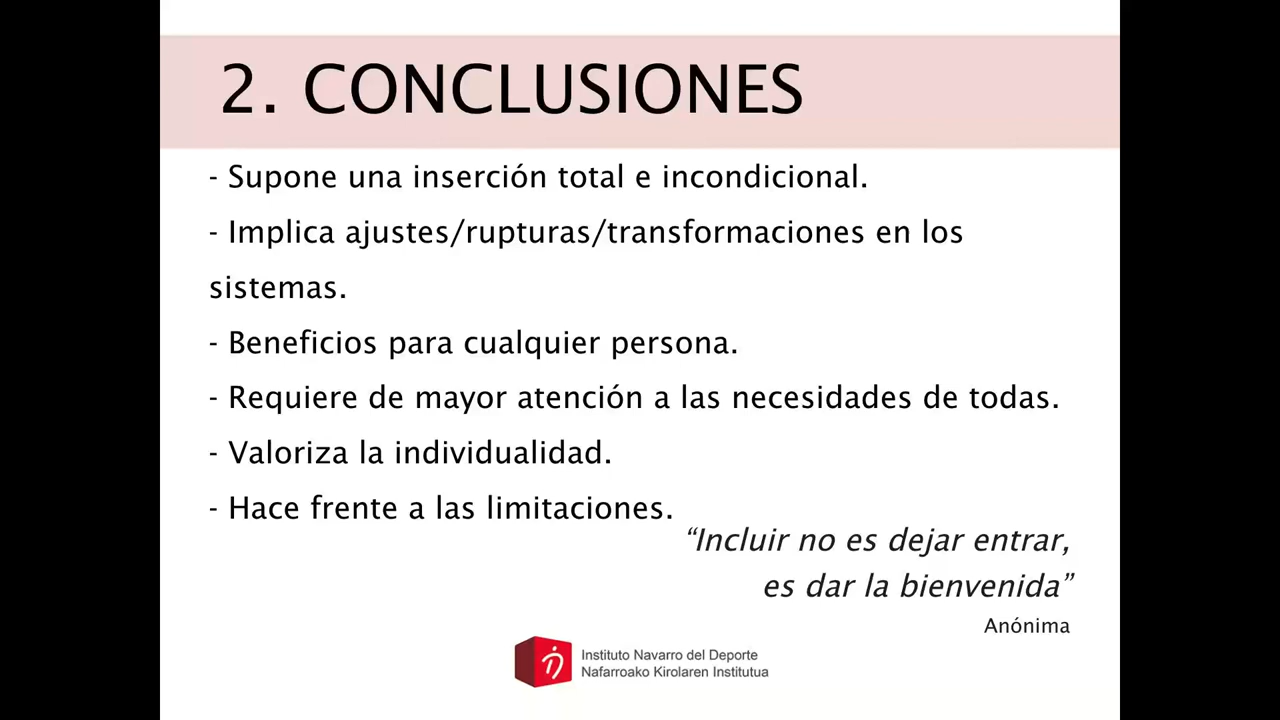 2. CONCLUSIONES
- Supone una inserción total e incondicional.
- Implica ajustes/rupturas/transformaciones en los
sistemas.
- Beneficios para cualquier persona.
- Requiere de mayor atención a las necesidades de todas.
- Valoriza la individualidad.
- Hace frente a las limitaciones.
“Incluir no es dejar entrar,
es dar la bienvenida”
Anónima
Instituto Navarro del Deporte
Nafarroako Kirolaren Institutua